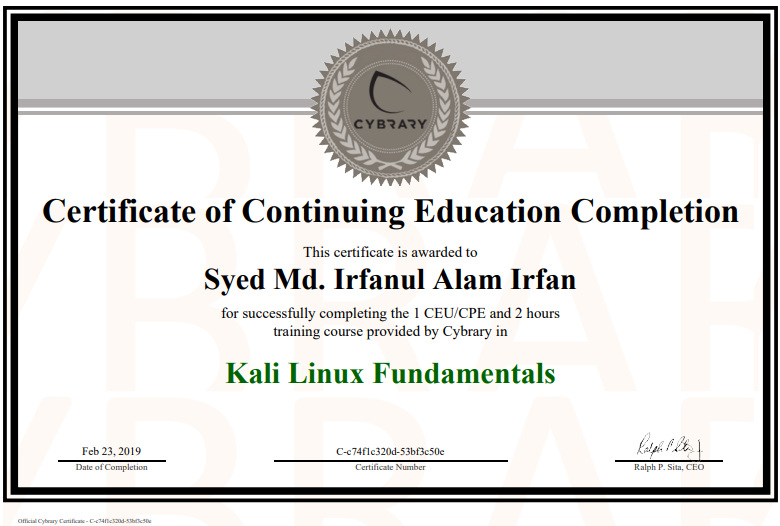 CYBRARY
Certificate of Continuing Education Completion
This certificate is awarded to
Syed Md. Irfanul Alam Irfan
for successfully completing the 1 CEU/CPE and 2 hours
training course provided by Cybrary in
Kali Linux Fundamentals
Feb 23, 2019
Date of Completion
C-c74f1c320d-53bf3c50e
Certificate Number
Ralph P. Sita
Ralph P. Sita, CEO
Official Cybrary Certificate - C-c74f1c320d-53bf3c50e